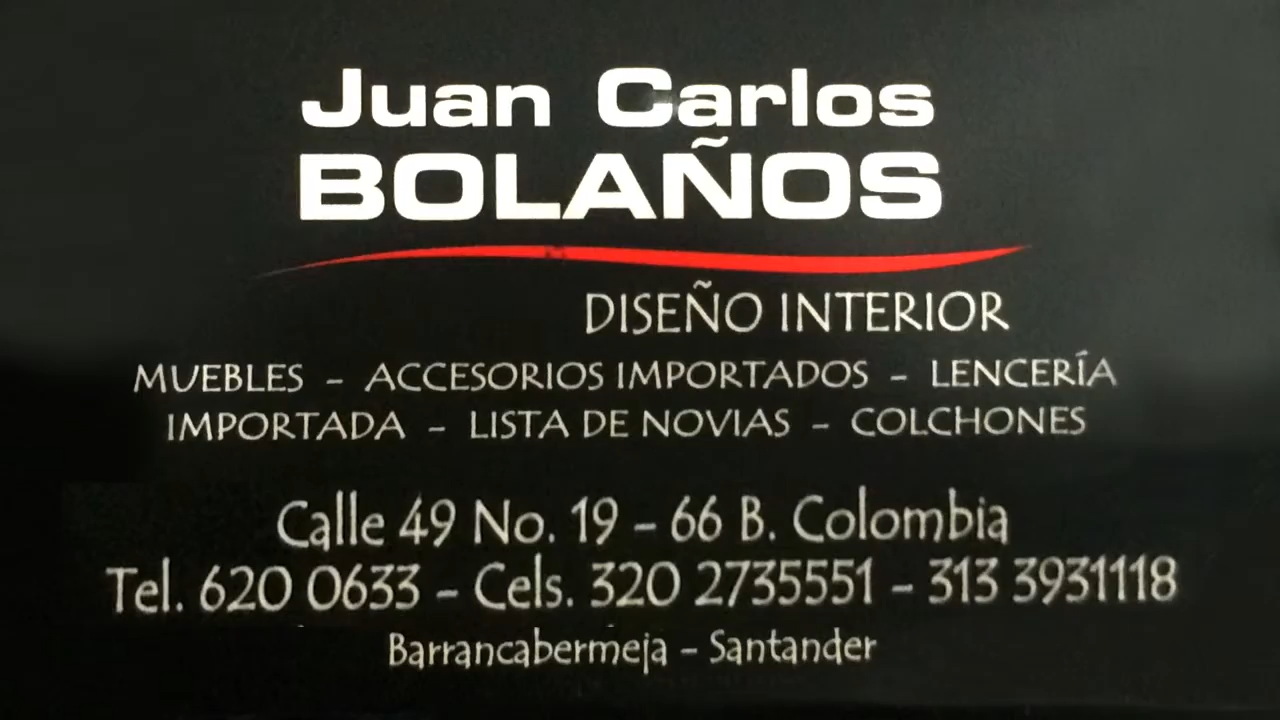 Juan Carlos
BOLAÑOS
DISEÑO INTERIOR
MUEBLES - ACCESORIOS IMPORTADOS - LENCERÍA
IMPORTADA - LISTA DE NOVIAS - COLCHONES
Calle 49 No. 19 - 66 B. Colombia
Tel. 620 0633 - Cels. 320 2735551 - 313 3931118
Barrancabermeja - Santander